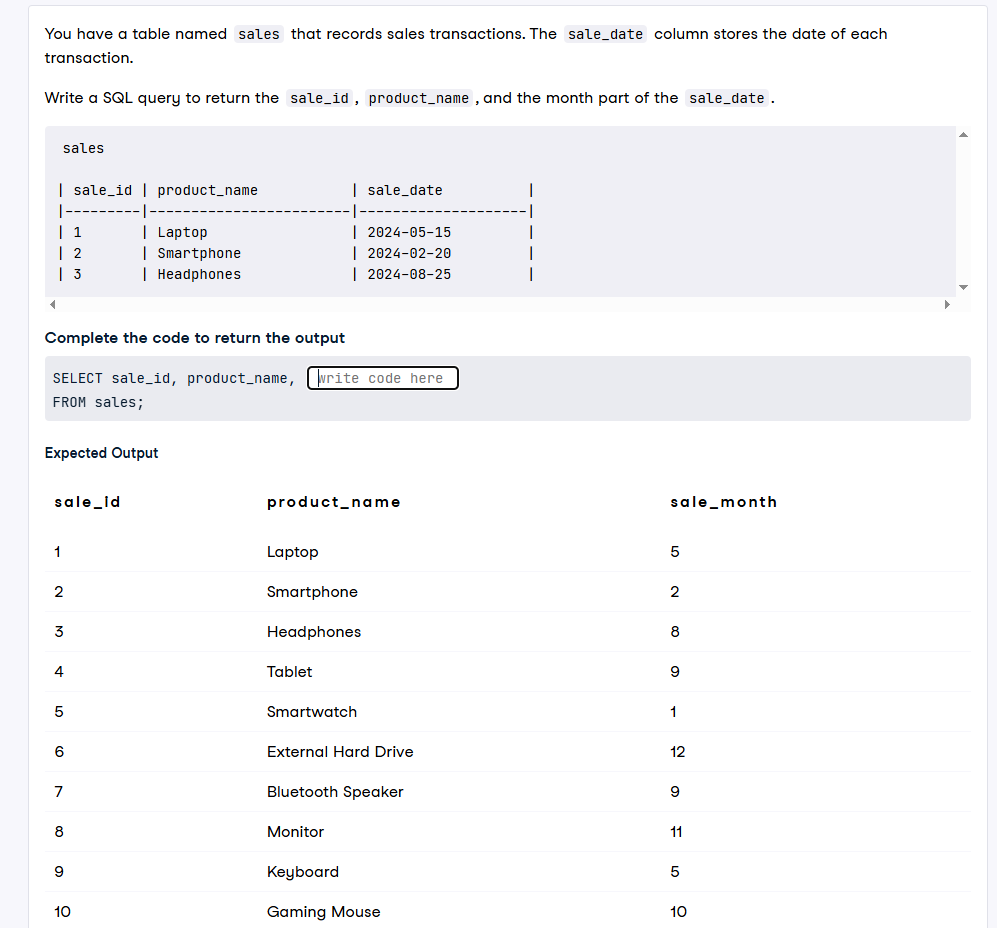 You have a table named sales that records sales transactions. The sale_date column stores the date of each
transaction.
Write a SQL query to return the sale_id, product_name, and the month part of the sale_date.
sales
| sale_id | product_name           | sale_date          |
|---------|------------------------|--------------------|
| 1       | Laptop                 | 2024-05-15         |
| 2       | Smartphone             | 2024-02-20         |
| 3       | Headphones             | 2024-08-25         |
Complete the code to return the output
SELECT sale_id, product_name, write code here
FROM sales;
Expected Output
sale_id product_name sale_month
1 Laptop 5
2 Smartphone 2
3 Headphones 8
4 Tablet 9
5 Smartwatch 1
6 External Hard Drive 12
7 Bluetooth Speaker 9
8 Monitor 11
9 Keyboard 5
10 Gaming Mouse 10